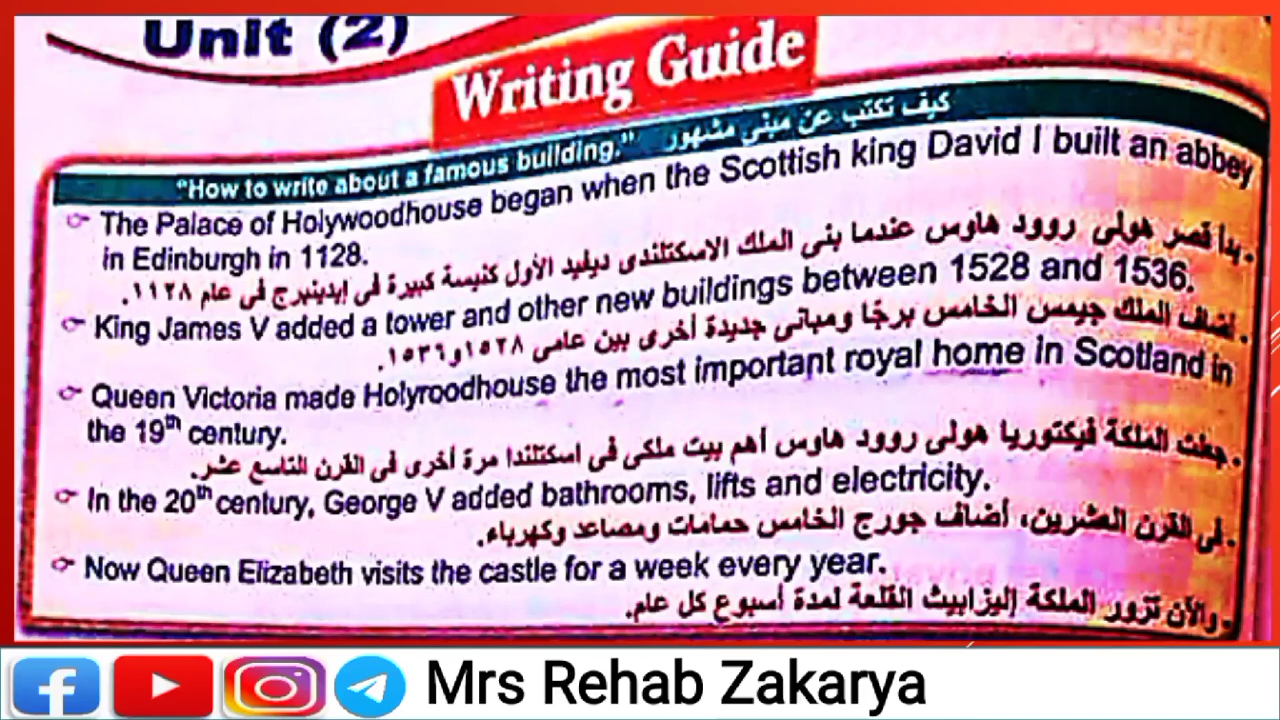 Unit (2)
Writing Guide
"How to write about a famous building." كيف تكتب عن مبنى مشهور
The Palace of Holywoodhouse began when the Scottish king David I built an abbey
in Edinburgh in 1128.
. بدأ قصر هولى روود هاوس عندما بنى الملك الاسكتلندى ديفيد الأول كنيسة كبيرة فى إيدينبرج فى عام ١١٢٨.
King James V added a tower and other new buildings between 1528 and 1536.
. أضاف الملك جيمس الخامس برجًا ومبانى جديدة أخرى بين عامى ١٥٢٨ و١٥٣٦.
Queen Victoria made Holyroodhouse the most important royal home in Scotland in
the 19th century.
. جعلت الملكة فيكتوريا هولى روود هاوس أهم بيت ملكى فى اسكتلندا مرة أخرى فى القرن التاسع عشر.
In the 20th century, George V added bathrooms, lifts and electricity.
. فى القرن العشرين، أضاف جورج الخامس حمامات ومصاعد وكهرباء.
Now Queen Elizabeth visits the castle for a week every year.
. والآن تزور الملكة إليزابيث القلعة لمدة أسبوع كل عام.
Mrs Rehab Zakarya